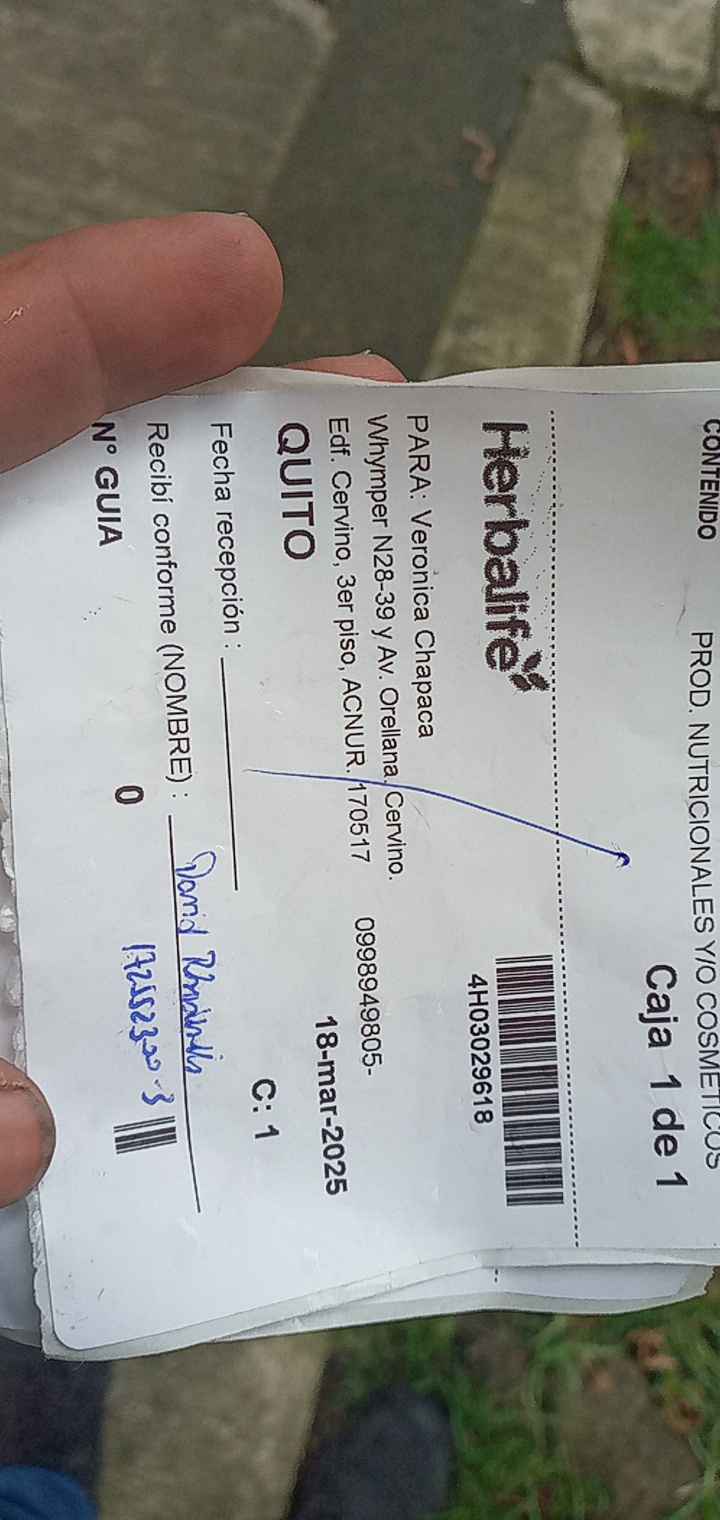 CONTENIDO PROD. NUTRICIONALES Y/O COSMETICOS
Caja 1 de 1
Herbalife
4H03029618
PARA: Veronica Chapaca
Whymper N28-39 y Av. Orellana. Cervino.
Edf. Cervino, 3er piso, ACNUR. 170517 0998949805-
QUITO 18-mar-2025
C: 1
Fecha recepción :
Recibí conforme (NOMBRE) : David
N° GUIA 0